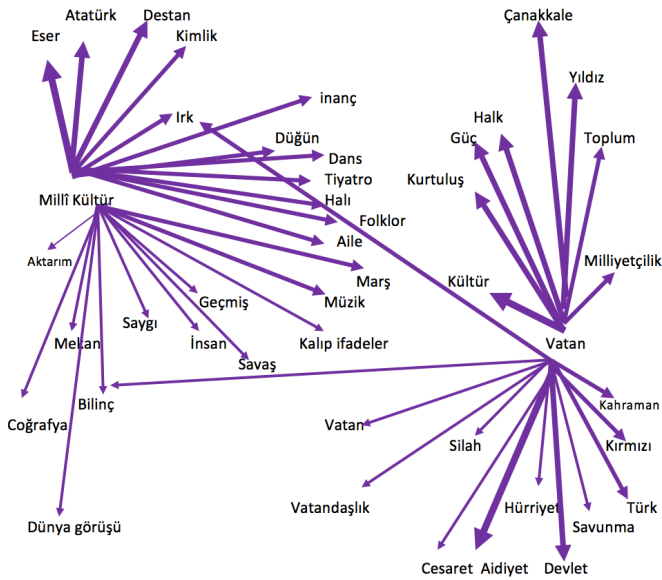 Atatürk
Destan
Çanakkale
Eser
Kimlik
Yıldız
inanç
Irk
Halk
Düğün
Güç
Toplum
Dans
Tiyatro
Kurtuluş
Millî Kültür
Halı
Folklor
Aile
Aktarım
Milliyetçilik
Marş
Kültür
Geçmiş
Müzik
Saygı
Mekan
İnsan
Kalıp ifadeler
Vatan
Savaş
Bilinç
Kahraman
Coğrafya
Vatan
Silah
Kırmızı
Vatandaşlık
Hürriyet
Türk
Dünya görüşü
Savunma
Cesaret
Aidiyet
Devlet